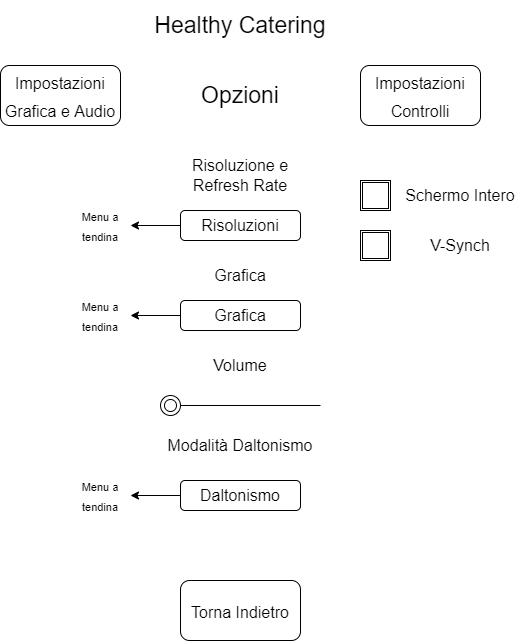 Healthy Catering
Impostazioni
Grafica e Audio
Opzioni
Impostazioni
Controlli
Risoluzione e
Refresh Rate
Menu a
tendina
Risoluzioni
Schermo Intero
V-Synch
Grafica
Menu a
tendina
Grafica
Volume
Modalità Daltonismo
Menu a
tendina
Daltonismo
Torna Indietro